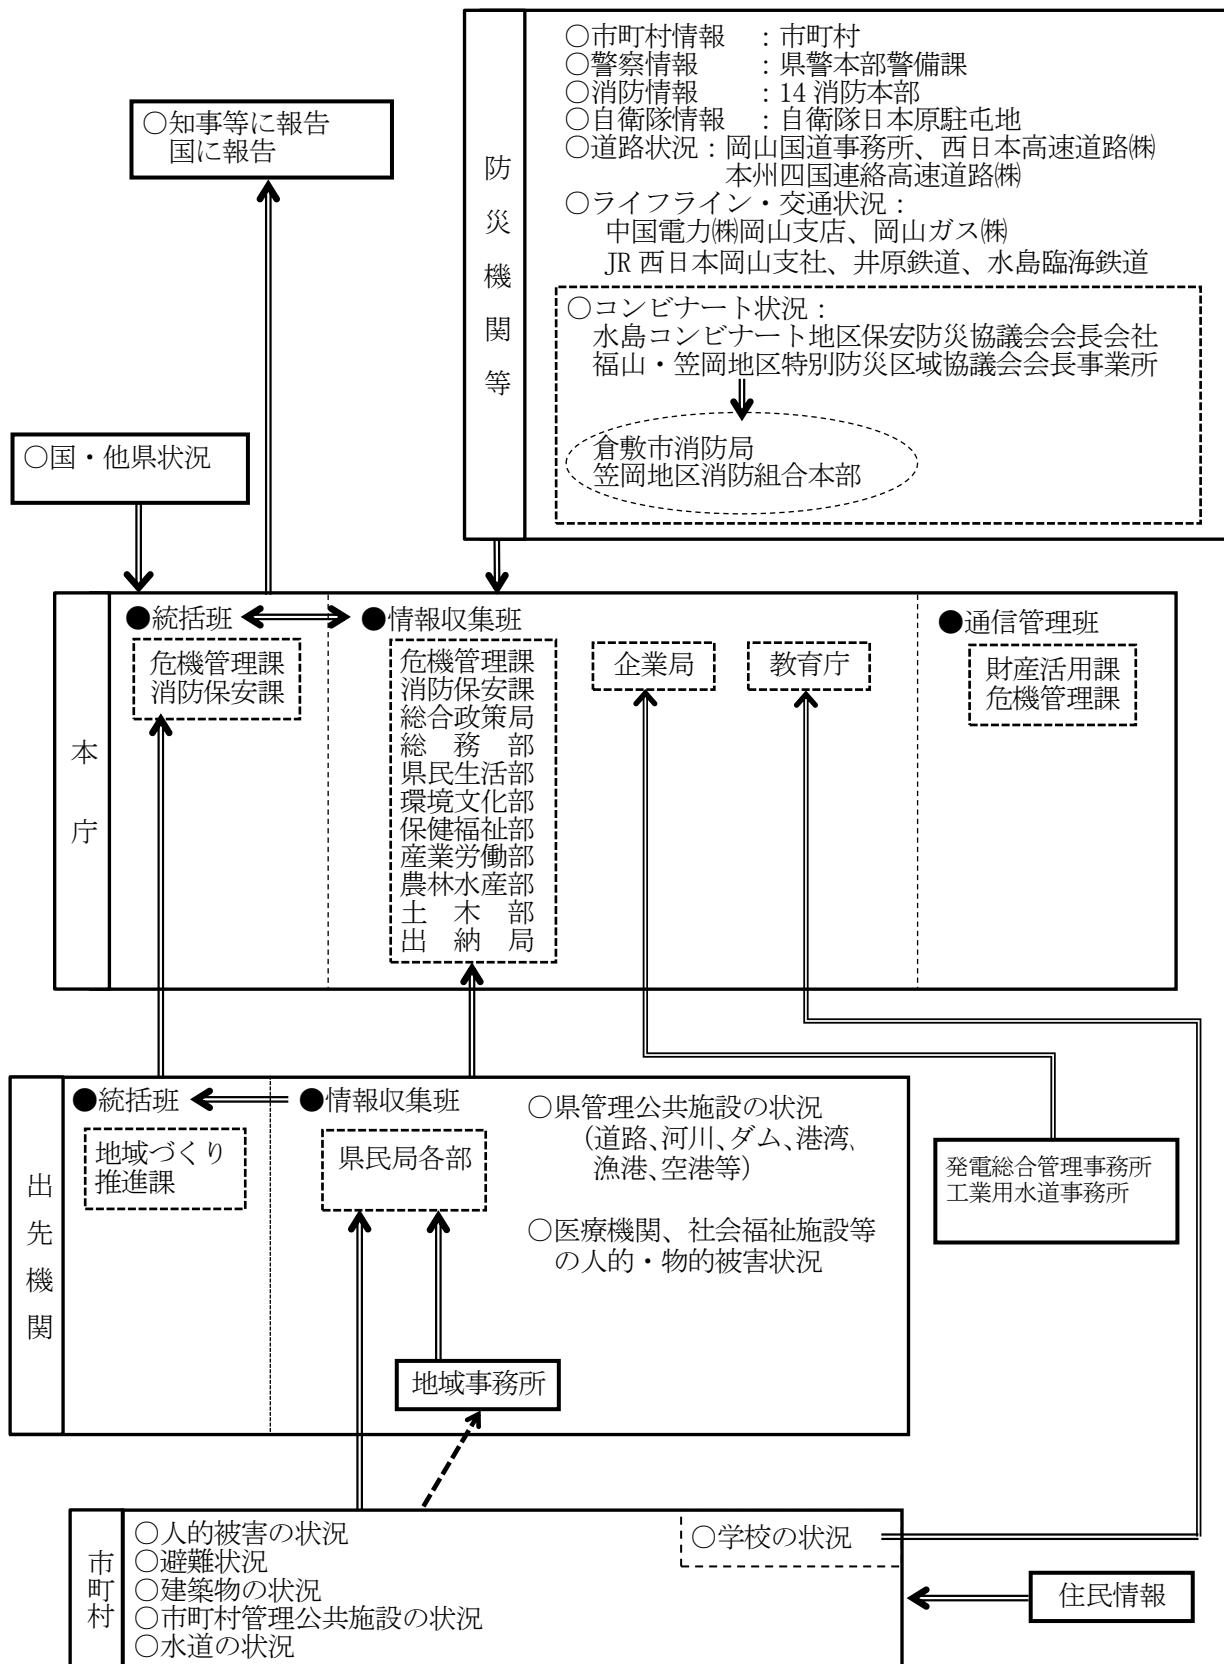 防災機関等
○市町村情報　：市町村
○警察情報　　：県警本部警備課
○消防情報　　：14消防本部
○自衛隊情報　：自衛隊日本原駐屯地
○道路状況：岡山国道事務所、西日本高速道路㈱
本州四国連絡高速道路㈱
○ライフライン・交通状況：
中国電力㈱岡山支店、岡山ガス㈱
JR西日本岡山支社、井原鉄道、水島臨海鉄道
○コンビナート状況：
水島コンビナート地区保安防災協議会会長会社
福山・笠岡地区特別防災区域協議会会長事業所
倉敷市消防局
笠岡地区消防組合本部
○知事等に報告
国に報告
○国・他県状況
本庁
●統括班
危機管理課
消防保安課
●情報収集班
危機管理課
消防保安課
総合政策局
総　務　部
県民生活部
環境文化部
保健福祉部
産業労働部
農林水産部
土　木　部
出　納　局
企業局
教育庁
●通信管理班
財産活用課
危機管理課
出先機関
●統括班
地域づくり
推進課
●情報収集班
県民局各部
○県管理公共施設の状況
（道路、河川、ダム、港湾、
漁港、空港等）
○医療機関、社会福祉施設等
の人的・物的被害状況
地域事務所
発電総合管理事務所
工業用水道事務所
市町村
○人的被害の状況
○避難状況
○建築物の状況
○市町村管理公共施設の状況
○水道の状況
○学校の状況
住民情報